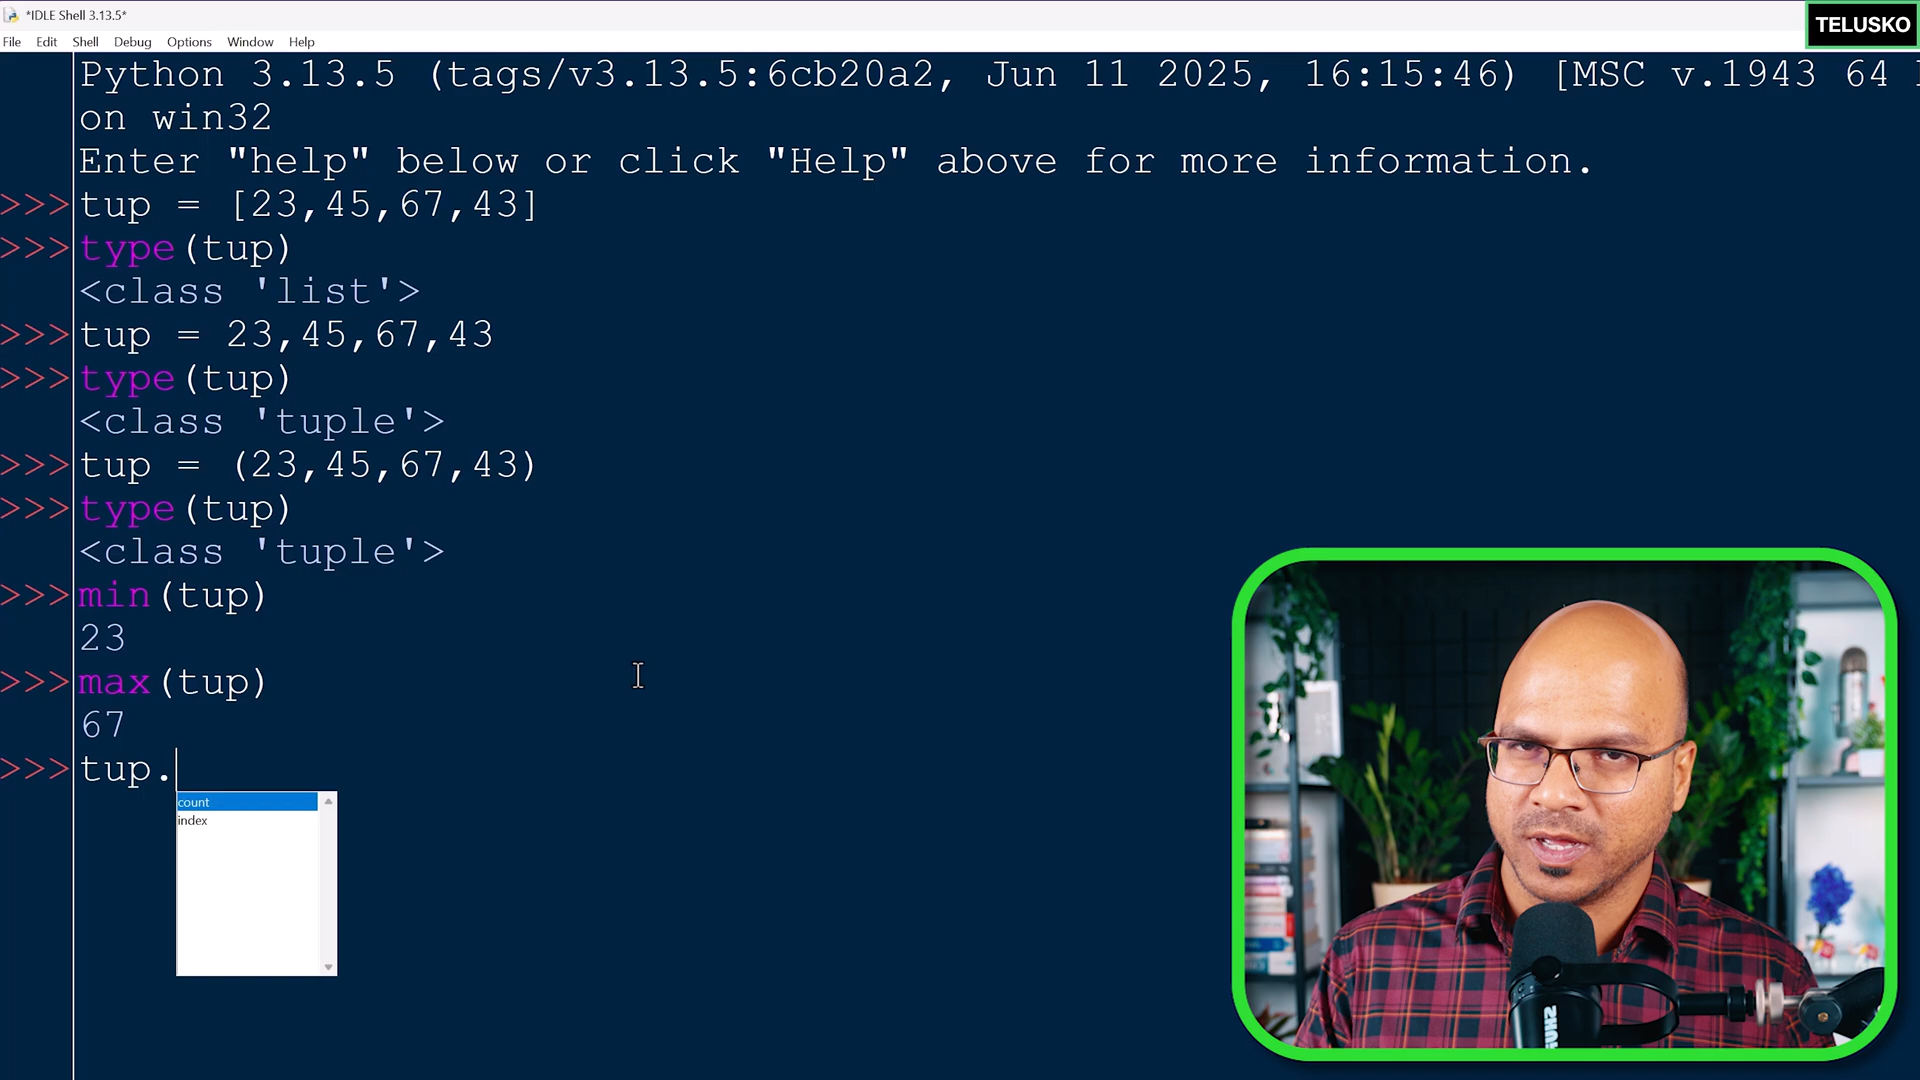 *IDLE Shell 3.13.5*
TELUSKO
File Edit Shell Debug Options Window Help
Python 3.13.5 (tags/v3.13.5:6cb20a2, Jun 11 2025, 16:15:46) [MSC v.1943 64
on win32
Enter "help" below or click "Help" above for more information.
>>> tup = [23,45,67,43]
>>> type(tup)
<class 'list'>
>>> tup = 23,45,67,43
>>> type(tup)
<class 'tuple'>
>>> tup = (23,45,67,43)
>>> type(tup)
<class 'tuple'>
>>> min(tup)
23
>>> max(tup)
67
>>> tup.
count
index